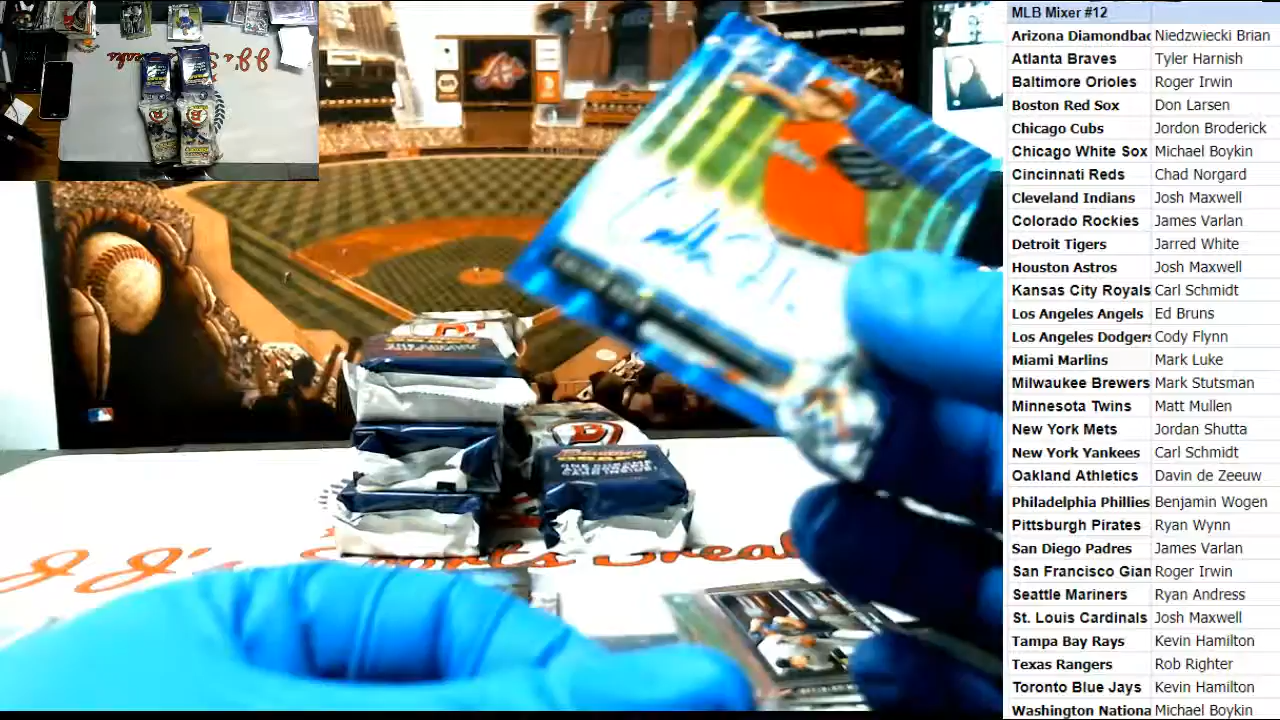 MLB Mixer #12
Arizona Diamondbac Niedzwiecki Brian
Atlanta Braves Tyler Harnish
Baltimore Orioles Roger Irwin
Boston Red Sox Don Larsen
Chicago Cubs Jordon Broderick
Chicago White Sox Michael Boykin
Cincinnati Reds Chad Norgard
Cleveland Indians Josh Maxwell
Colorado Rockies James Varlan
Detroit Tigers Jarred White
Houston Astros Josh Maxwell
Kansas City Royals Carl Schmidt
Los Angeles Angels Ed Bruns
Los Angeles Dodgers Cody Flynn
Miami Marlins Mark Luke
Milwaukee Brewers Mark Stutsman
Minnesota Twins Matt Mullen
New York Mets Jordan Shutta
New York Yankees Carl Schmidt
Oakland Athletics Davin de Zeeuw
Philadelphia Phillies Benjamin Wogen
Pittsburgh Pirates Ryan Wynn
San Diego Padres James Varlan
San Francisco Gian Roger Irwin
Seattle Mariners Ryan Andress
St. Louis Cardinals Josh Maxwell
Tampa Bay Rays Kevin Hamilton
Texas Rangers Rob Righter
Toronto Blue Jays Kevin Hamilton
Washington Nationa Michael Boykin
JJ's Sports Breaks